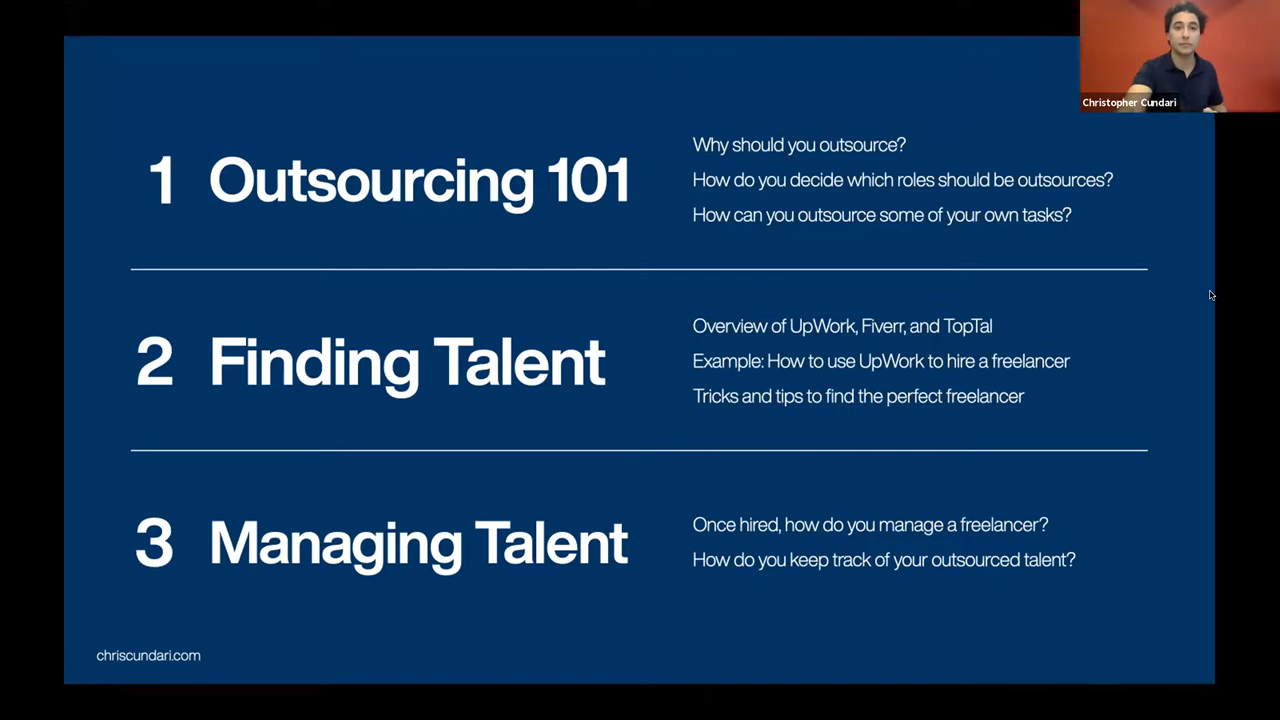 Christopher Cundari
1 Outsourcing 101
Why should you outsource?
How do you decide which roles should be outsources?
How can you outsource some of your own tasks?
2 Finding Talent
Overview of UpWork, Fiverr, and TopTal
Example: How to use UpWork to hire a freelancer
Tricks and tips to find the perfect freelancer
3 Managing Talent
Once hired, how do you manage a freelancer?
How do you keep track of your outsourced talent?
chriscundari.com